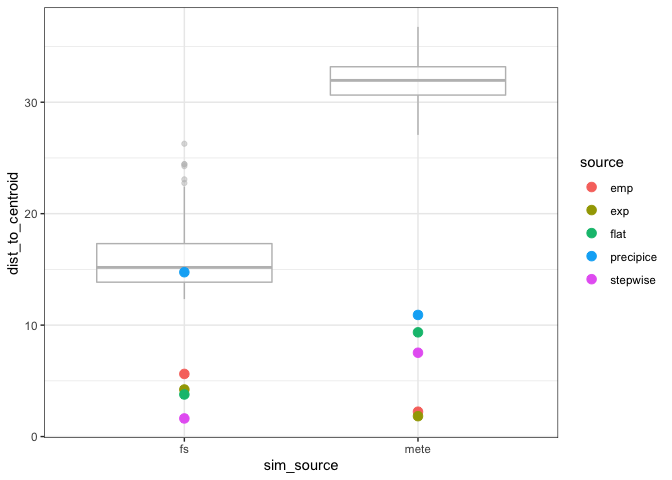 dist_to_centroid
30
20
10
0
fs
mete
sim_source
source
emp
exp
flat
precipice
stepwise